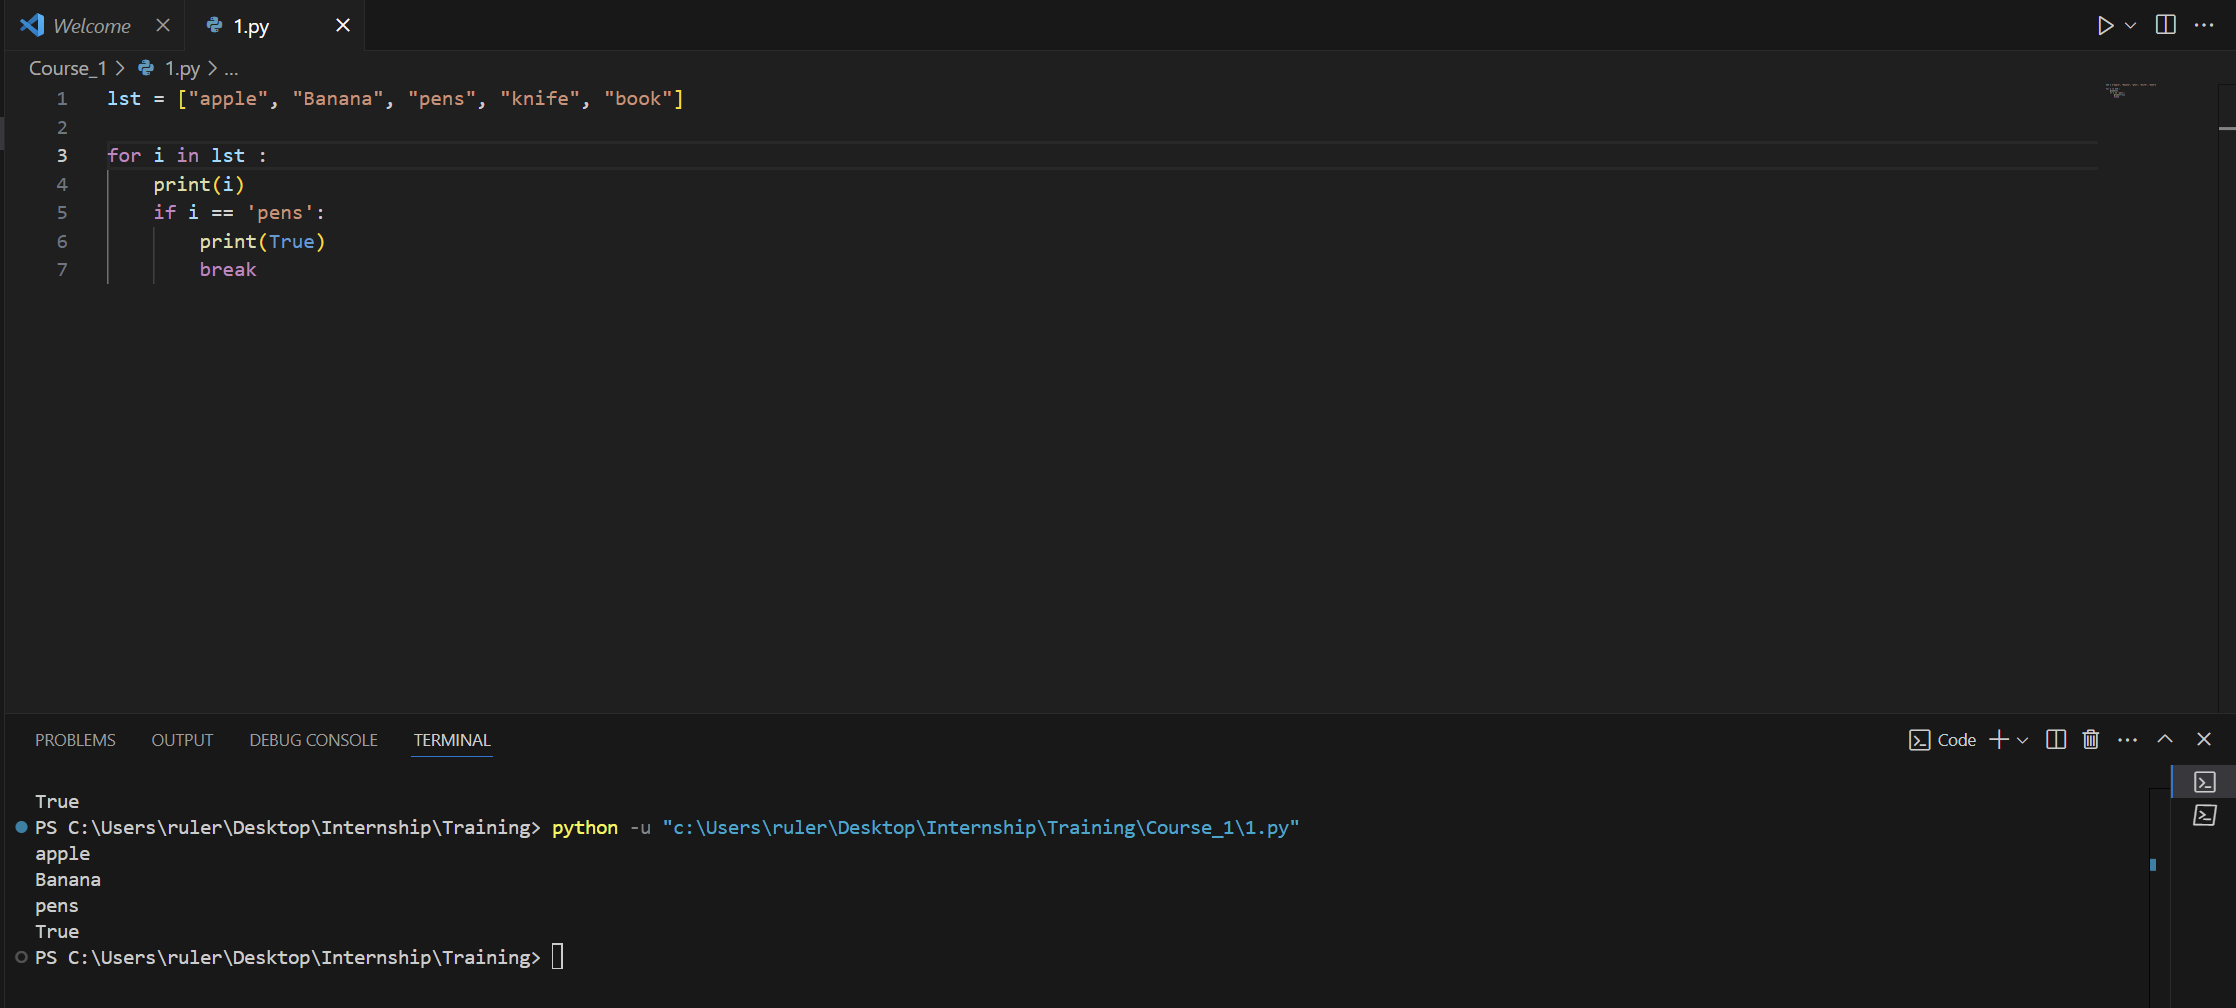 Welcome
1.py
Course_1 > 1.py > ...
1 lst = ["apple", "Banana", "pens", "knife", "book"]
2
3 for i in lst :
4     print(i)
5     if i == 'pens':
6         print(True)
7         break
PROBLEMS OUTPUT DEBUG CONSOLE TERMINAL
Code
True
PS C:\Users\ruler\Desktop\Internship\Training> python -u "c:\Users\ruler\Desktop\Internship\Training\Course_1\1.py"
apple
Banana
pens
True
PS C:\Users\ruler\Desktop\Internship\Training>